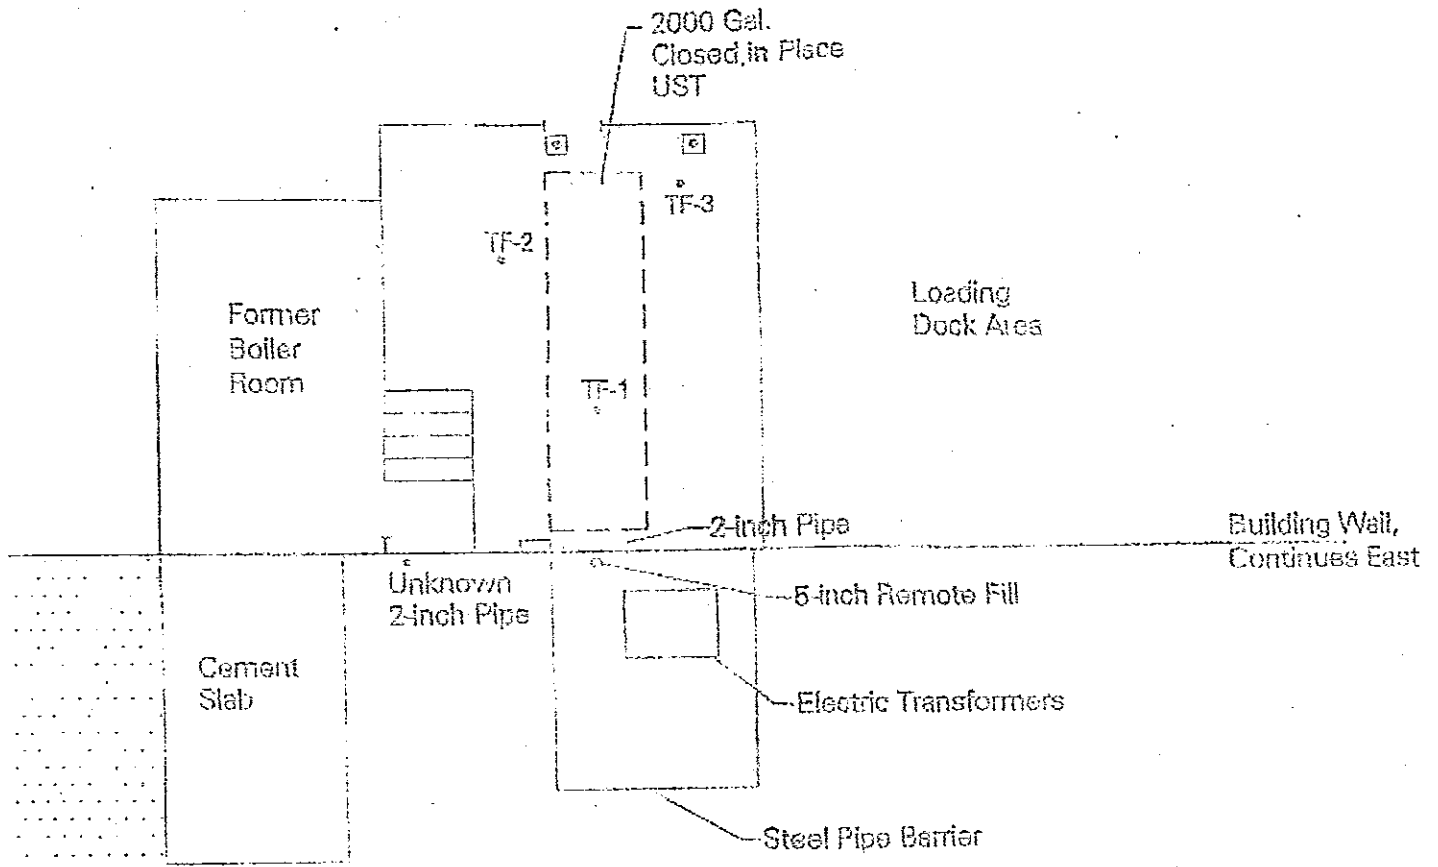 2000 Gal.
Closed in Place
UST
TF-3
TF-2
Loading
Dock Area
Former
Boiler
Room
TF-1
2-inch Pipe
Building Wall,
Continues East
Unknown
2-inch Pipe
5-inch Remote Fill
Cement
Slab
Electric Transformers
Steel Pipe Barrier